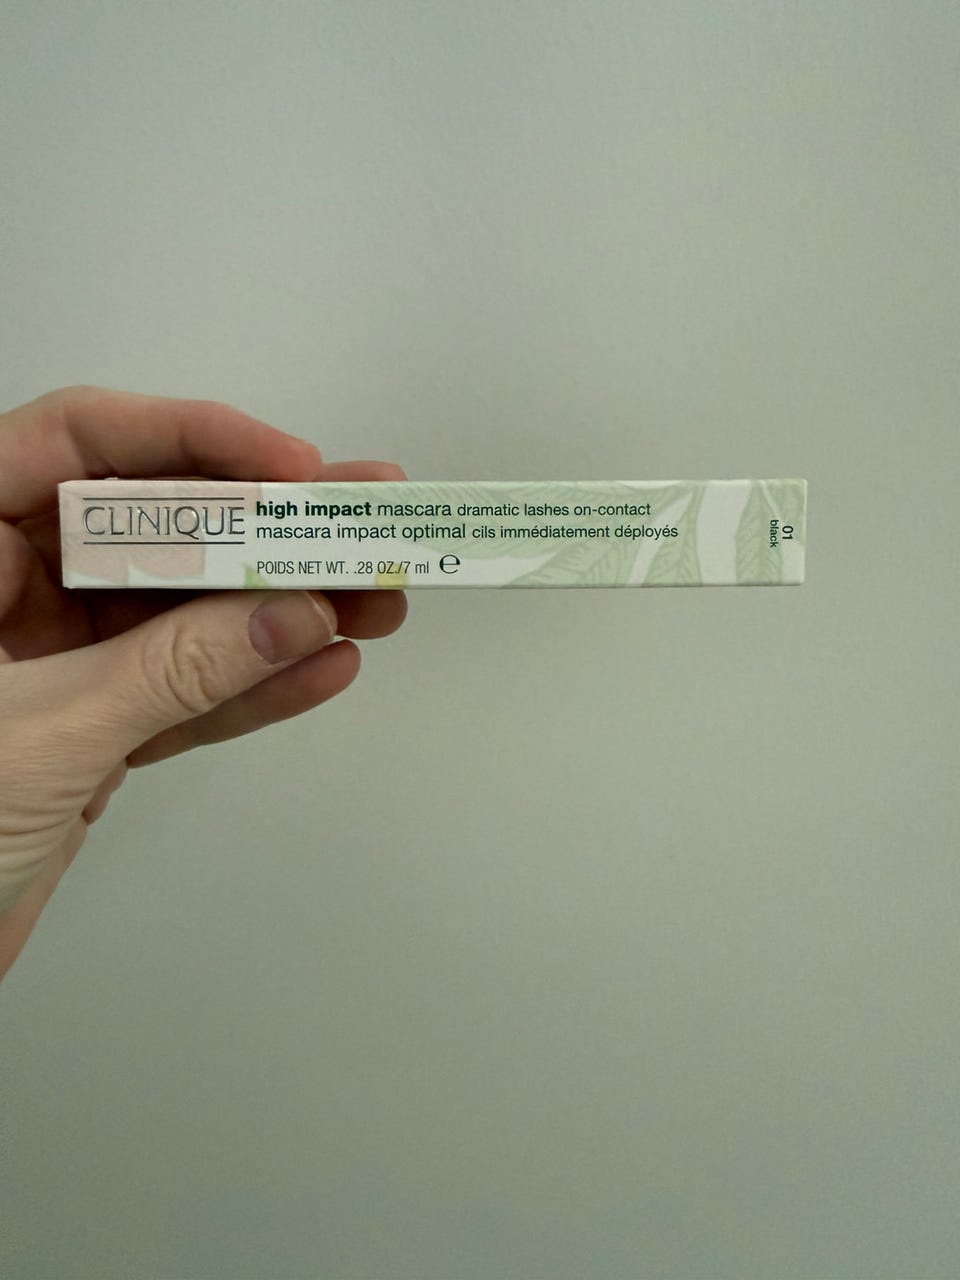 CLINIQUE
high impact mascara dramatic lashes on-contact
mascara impact optimal cils immédiatement déployés
POIDS NET WT. .28 OZ./7 ml ℮
01
black